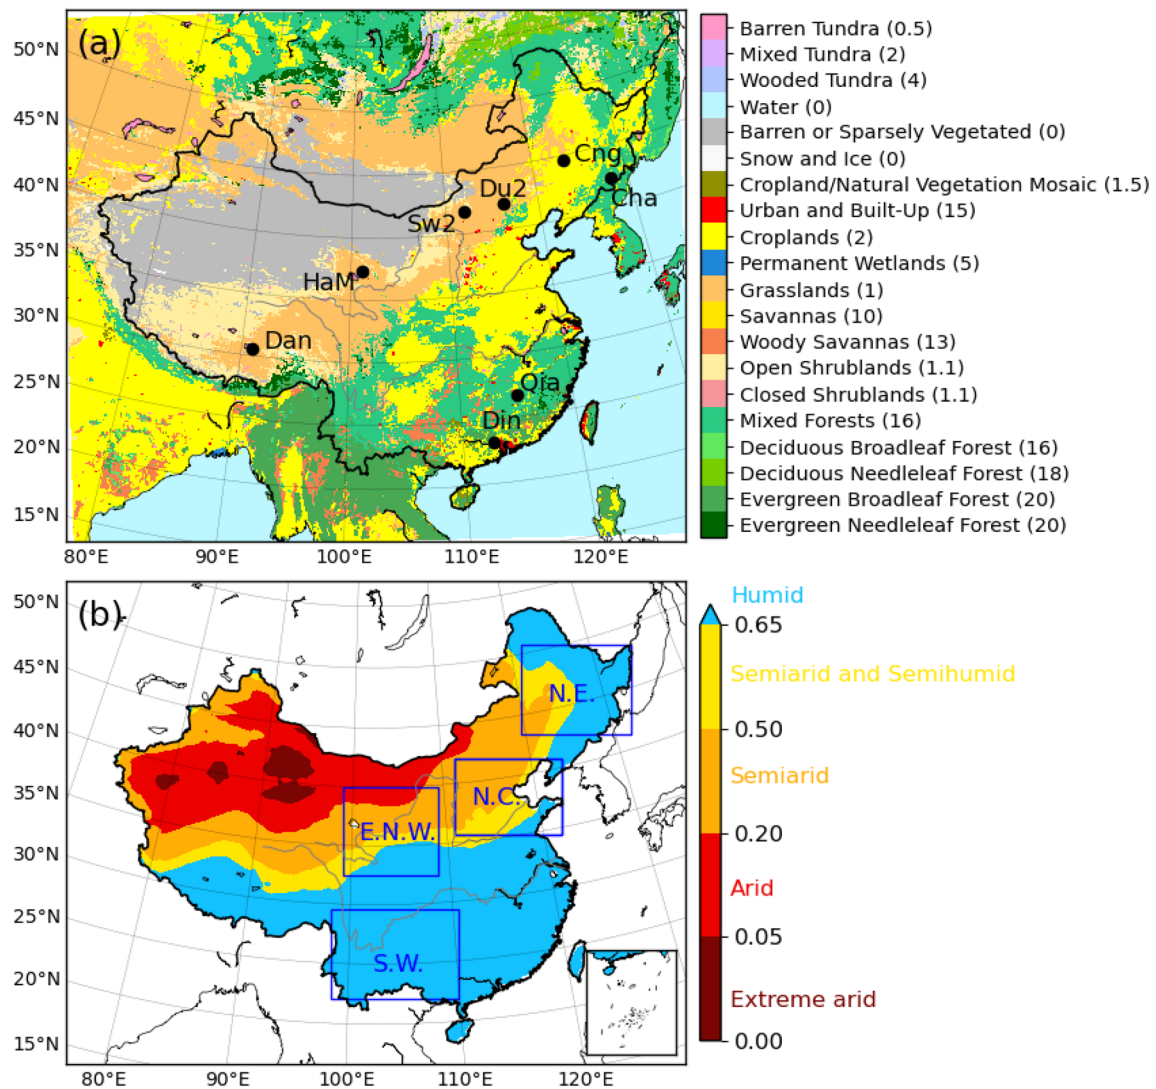 (a)
50°N
45°N
40°N
35°N
30°N
25°N
20°N
15°N
80°E
90°E
100°E
110°E
120°E
Cng
Cha
Du2
Sw2
HaM
Dan
Qia
Din
Barren Tundra (0.5)
Mixed Tundra (2)
Wooded Tundra (4)
Water (0)
Barren or Sparsely Vegetated (0)
Snow and Ice (0)
Cropland/Natural Vegetation Mosaic (1.5)
Urban and Built-Up (15)
Croplands (2)
Permanent Wetlands (5)
Grasslands (1)
Savannas (10)
Woody Savannas (13)
Open Shrublands (1.1)
Closed Shrublands (1.1)
Mixed Forests (16)
Deciduous Broadleaf Forest (16)
Deciduous Needleleaf Forest (18)
Evergreen Broadleaf Forest (20)
Evergreen Needleleaf Forest (20)
(b)
50°N
45°N
40°N
35°N
30°N
25°N
20°N
15°N
80°E
90°E
100°E
110°E
120°E
N.E.
N.C.
E.N.W.
S.W.
Humid
0.65
Semiarid and Semihumid
0.50
Semiarid
0.20
Arid
0.05
Extreme arid
0.00